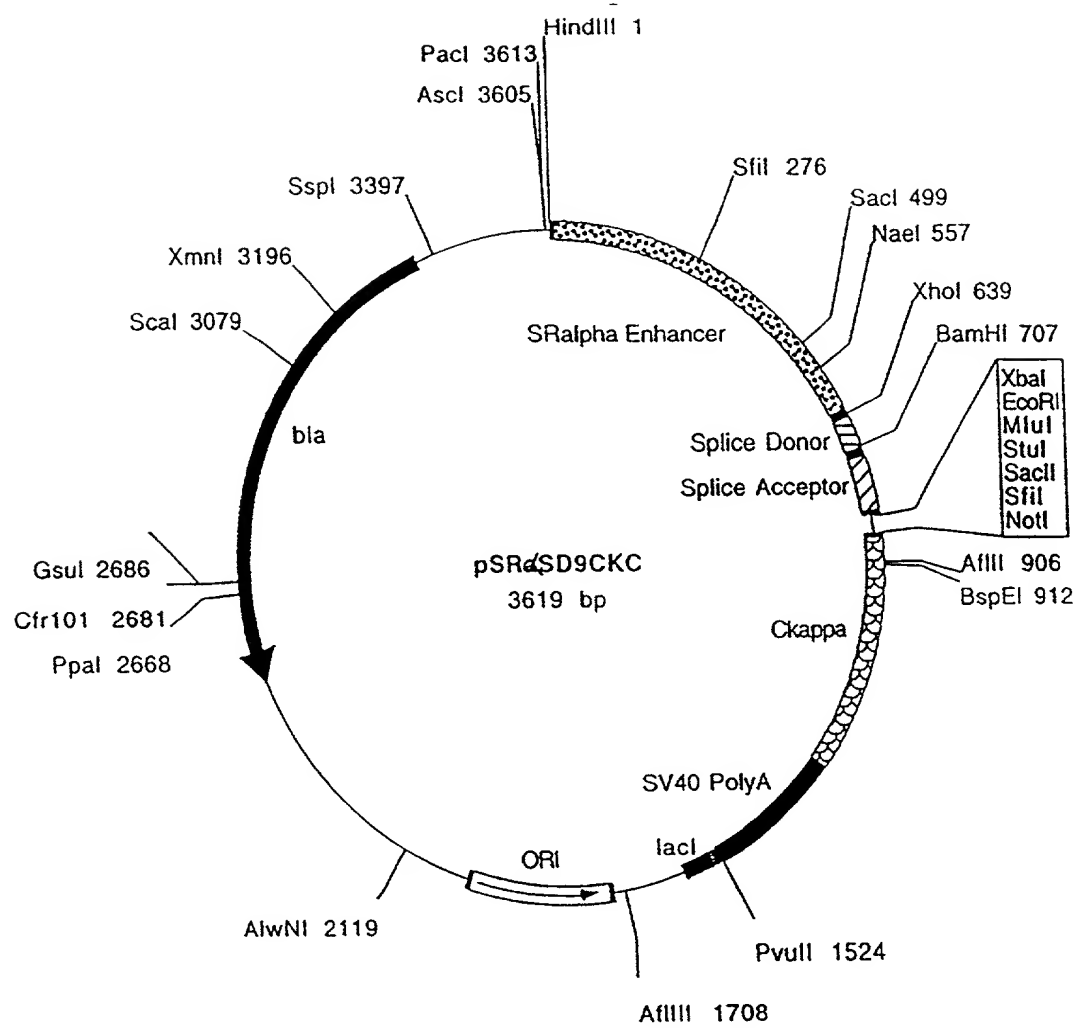 HindIII 1
PacI 3613
AscI 3605
SspI 3397
SfiI 276
SacI 499
NaeI 557
XmnI 3196
XhoI 639
ScaI 3079
SRalpha Enhancer
BamHI 707
XbaI
EcoRI
MluI
StuI
SacII
SfiI
NotI
bla
Splice Donor
Splice Acceptor
pSRαSD9CKC
3619 bp
GsuI 2686
AflII 906
BspEI 912
Cfr101 2681
Ckappa
PpaI 2668
SV40 PolyA
lacI
ORI
AlwNI 2119
PvuII 1524
AflIII 1708